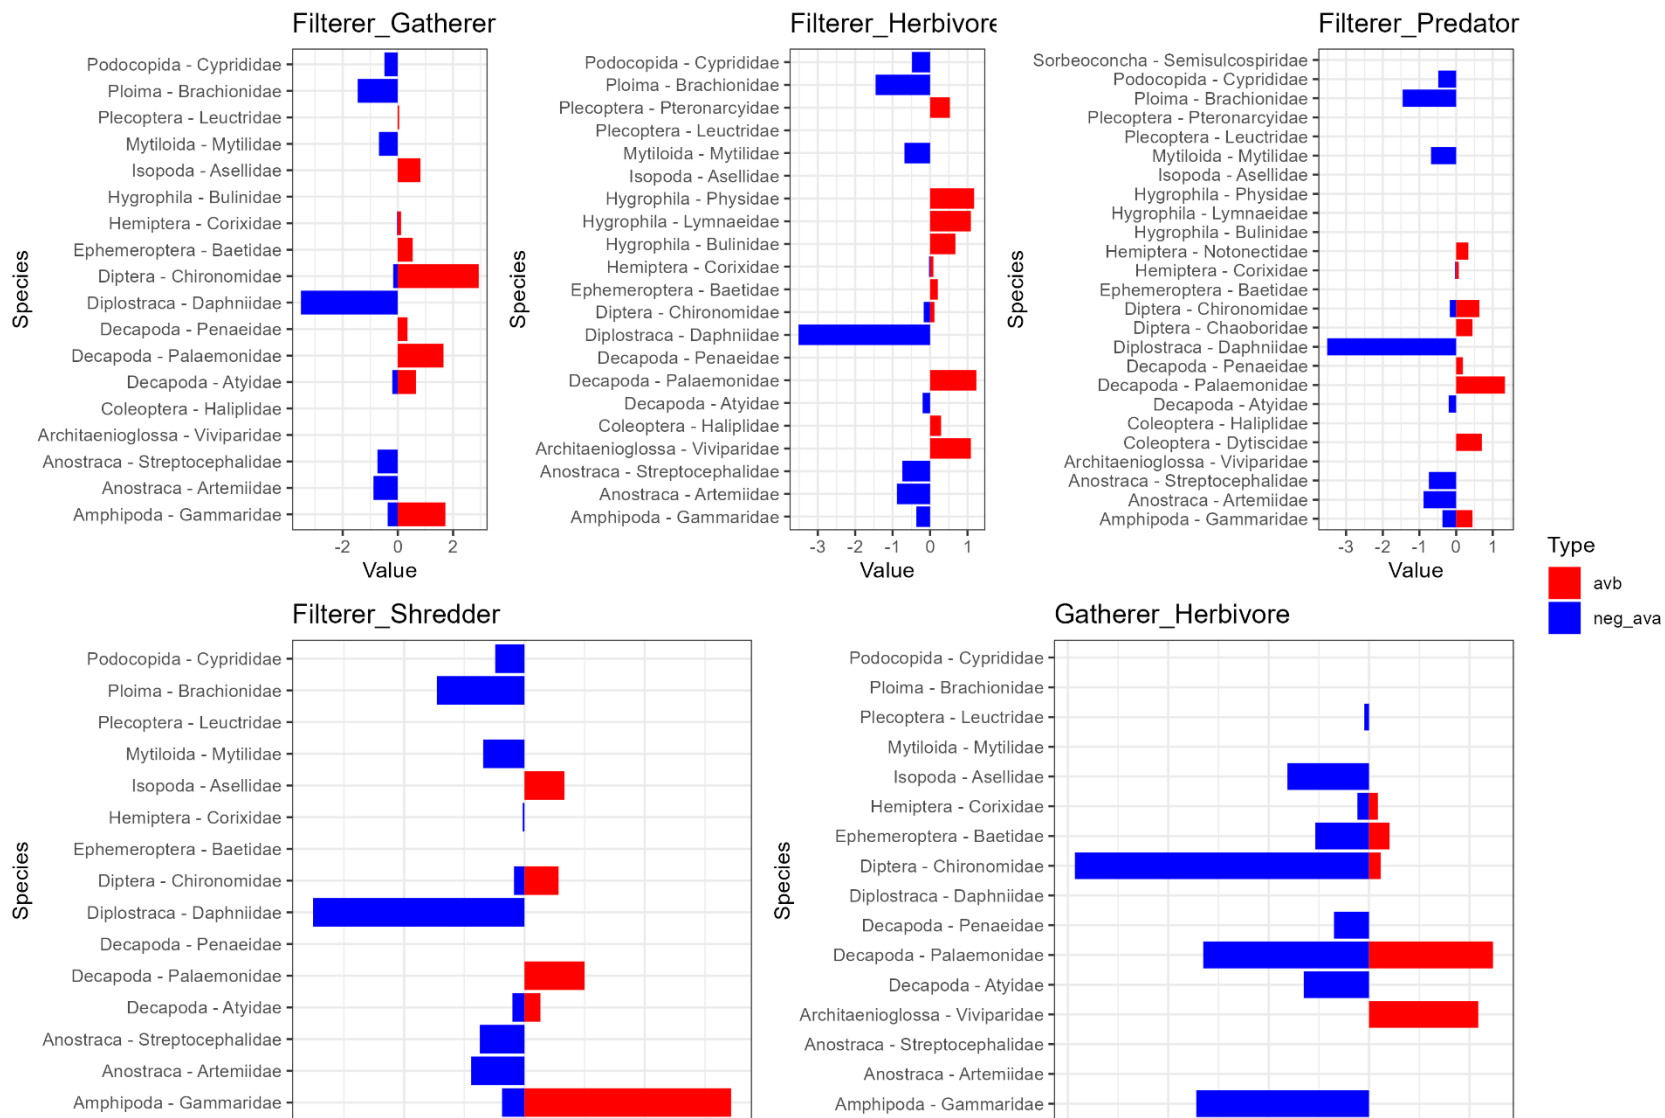 Filterer_Gatherer
Species
Podocopida - Cyprididae
Ploima - Brachionidae
Plecoptera - Leuctridae
Mytiloida - Mytilidae
Isopoda - Asellidae
Hygrophila - Bulinidae
Hemiptera - Corixidae
Ephemeroptera - Baetidae
Diptera - Chironomidae
Diplostraca - Daphniidae
Decapoda - Penaeidae
Decapoda - Palaemonidae
Decapoda - Atyidae
Coleoptera - Haliplidae
Architaenioglossa - Viviparidae
Anostraca - Streptocephalidae
Anostraca - Artemiidae
Amphipoda - Gammaridae
-2 0 2
Value
Filterer_Herbivore
Species
Podocopida - Cyprididae
Ploima - Brachionidae
Plecoptera - Pteronarcyidae
Plecoptera - Leuctridae
Mytiloida - Mytilidae
Isopoda - Asellidae
Hygrophila - Physidae
Hygrophila - Lymnaeidae
Hygrophila - Bulinidae
Hemiptera - Corixidae
Ephemeroptera - Baetidae
Diptera - Chironomidae
Diplostraca - Daphniidae
Decapoda - Penaeidae
Decapoda - Palaemonidae
Decapoda - Atyidae
Coleoptera - Haliplidae
Architaenioglossa - Viviparidae
Anostraca - Streptocephalidae
Anostraca - Artemiidae
Amphipoda - Gammaridae
-3 -2 -1 0 1
Value
Filterer_Predator
Species
Sorbeoconcha - Semisulcospiridae
Podocopida - Cyprididae
Ploima - Brachionidae
Plecoptera - Pteronarcyidae
Plecoptera - Leuctridae
Mytiloida - Mytilidae
Isopoda - Asellidae
Hygrophila - Physidae
Hygrophila - Lymnaeidae
Hygrophila - Bulinidae
Hemiptera - Notonectidae
Hemiptera - Corixidae
Ephemeroptera - Baetidae
Diptera - Chironomidae
Diptera - Chaoboridae
Diplostraca - Daphniidae
Decapoda - Penaeidae
Decapoda - Palaemonidae
Decapoda - Atyidae
Coleoptera - Haliplidae
Coleoptera - Dytiscidae
Architaenioglossa - Viviparidae
Anostraca - Streptocephalidae
Anostraca - Artemiidae
Amphipoda - Gammaridae
-3 -2 -1 0 1
Value
Type
avb
neg_ava
Filterer_Shredder
Species
Podocopida - Cyprididae
Ploima - Brachionidae
Plecoptera - Leuctridae
Mytiloida - Mytilidae
Isopoda - Asellidae
Hemiptera - Corixidae
Ephemeroptera - Baetidae
Diptera - Chironomidae
Diplostraca - Daphniidae
Decapoda - Penaeidae
Decapoda - Palaemonidae
Decapoda - Atyidae
Anostraca - Streptocephalidae
Anostraca - Artemiidae
Amphipoda - Gammaridae
Gatherer_Herbivore
Species
Podocopida - Cyprididae
Ploima - Brachionidae
Plecoptera - Leuctridae
Mytiloida - Mytilidae
Isopoda - Asellidae
Hemiptera - Corixidae
Ephemeroptera - Baetidae
Diptera - Chironomidae
Diplostraca - Daphniidae
Decapoda - Penaeidae
Decapoda - Palaemonidae
Decapoda - Atyidae
Architaenioglossa - Viviparidae
Anostraca - Streptocephalidae
Anostraca - Artemiidae
Amphipoda - Gammaridae